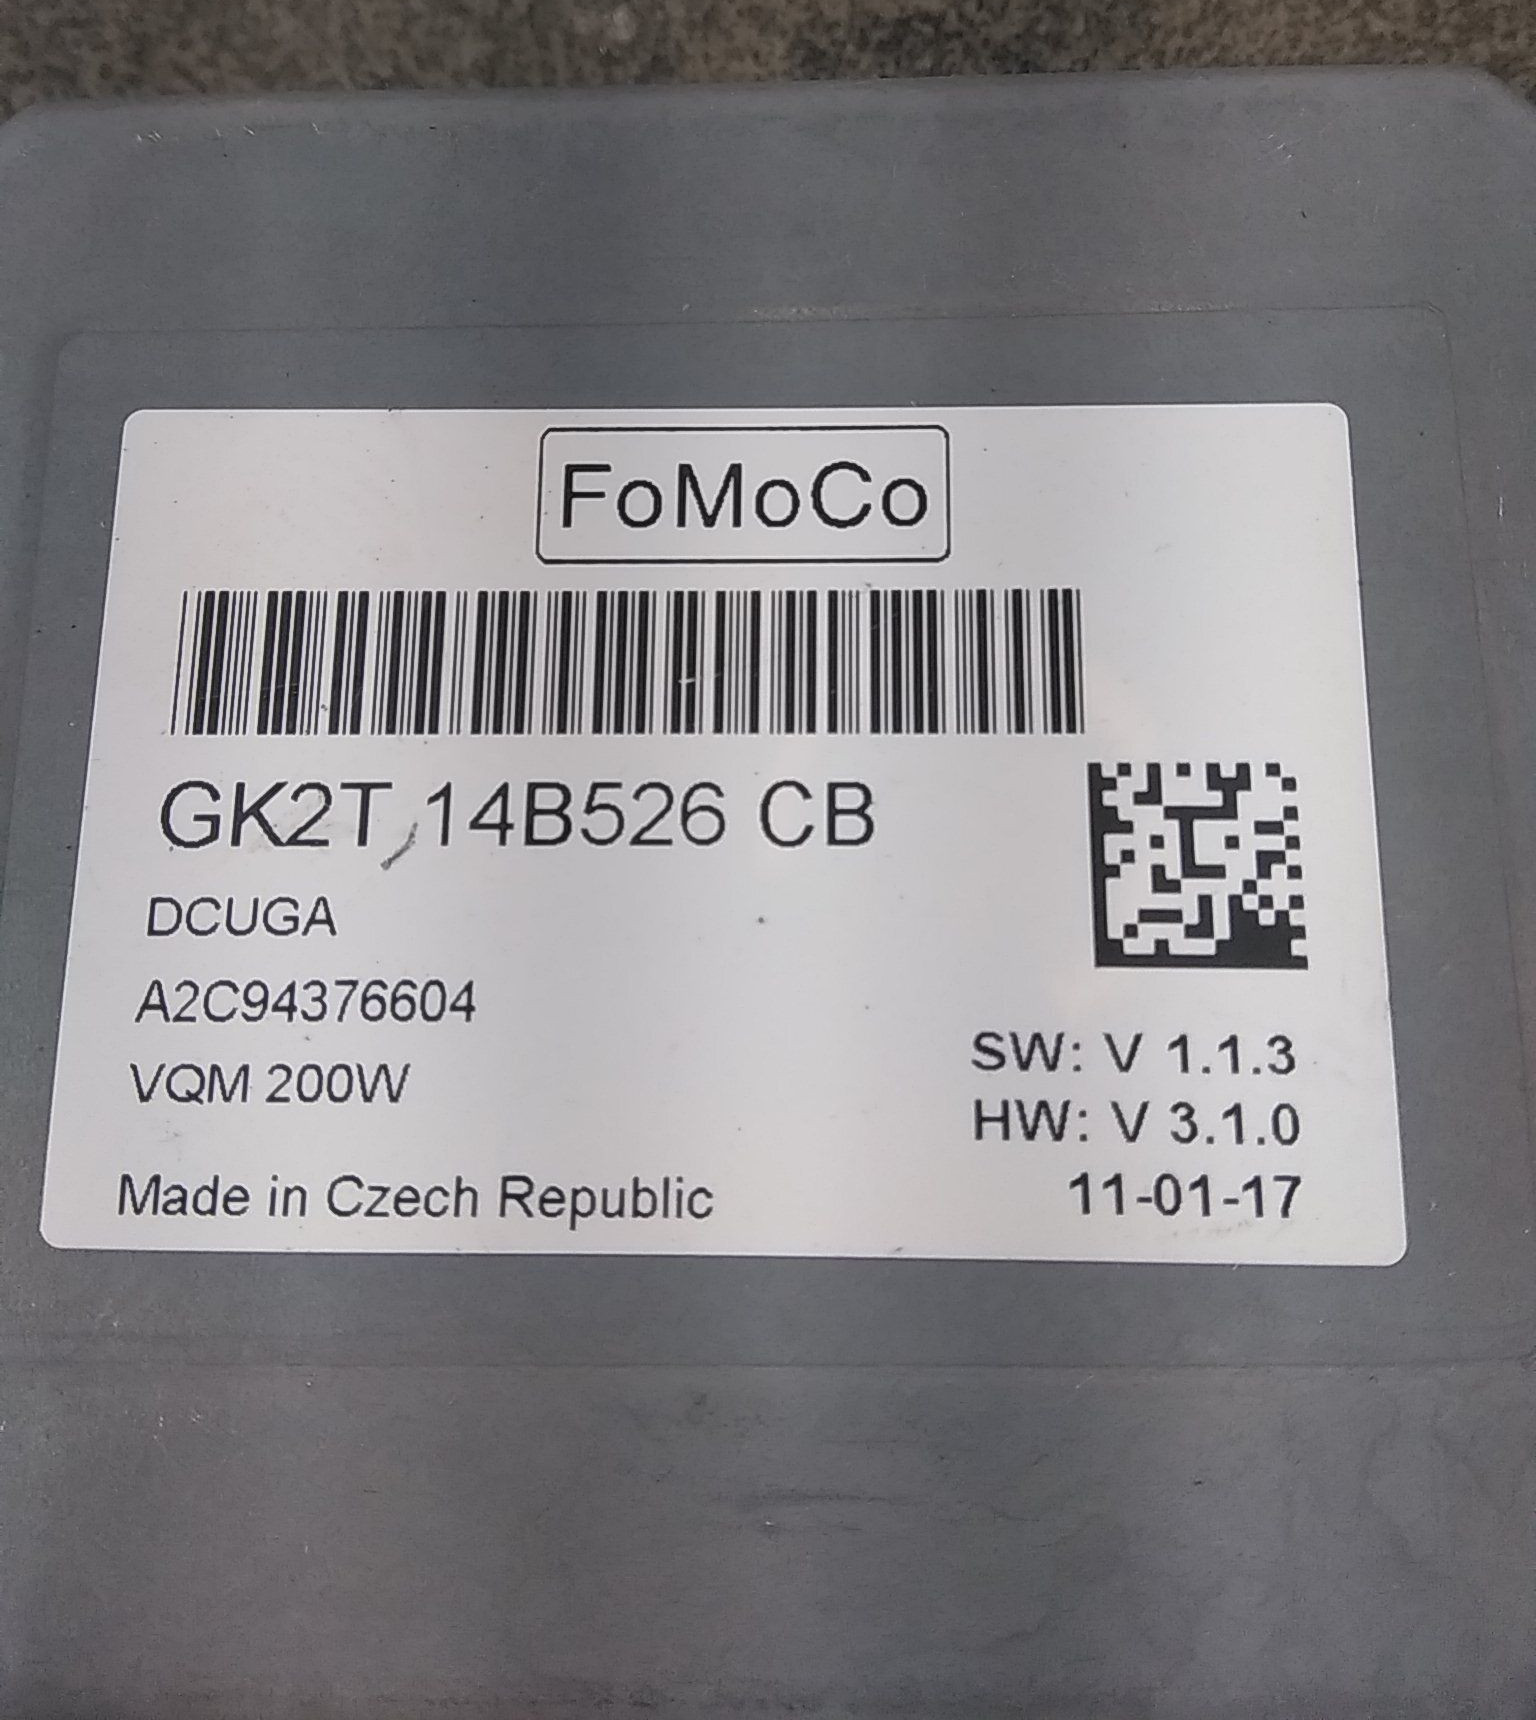 FoMoCo
GK2T 14B526 CB
DCUGA
A2C94376604
VQM 200W
SW: V 1.1.3
HW: V 3.1.0
Made in Czech Republic
11-01-17